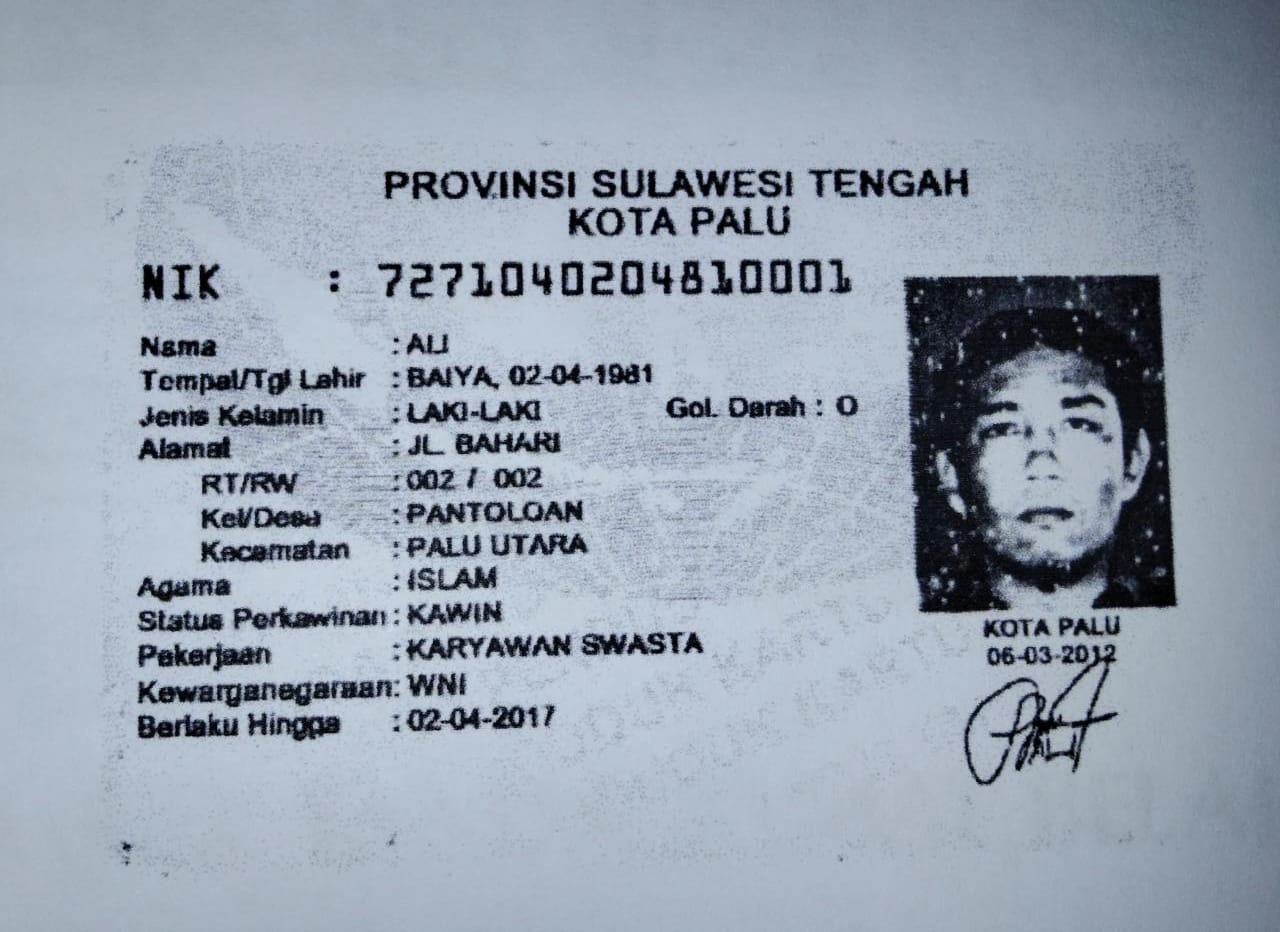 PROVINSI SULAWESI TENGAH
KOTA PALU
NIK : 7271040204810001
Nama : ALI
Tempat/Tgl Lahir : BAIYA, 02-04-1981
Jenis Kelamin : LAKI-LAKI Gol. Darah : O
Alamat : JL. BAHARI
RT/RW : 002 / 002
Kel/Desa : PANTOLOAN
Kecamatan : PALU UTARA
Agama : ISLAM
Status Perkawinan : KAWIN
Pekerjaan : KARYAWAN SWASTA
Kewarganegaraan : WNI
Berlaku Hingga : 02-04-2017
KOTA PALU
06-03-2012